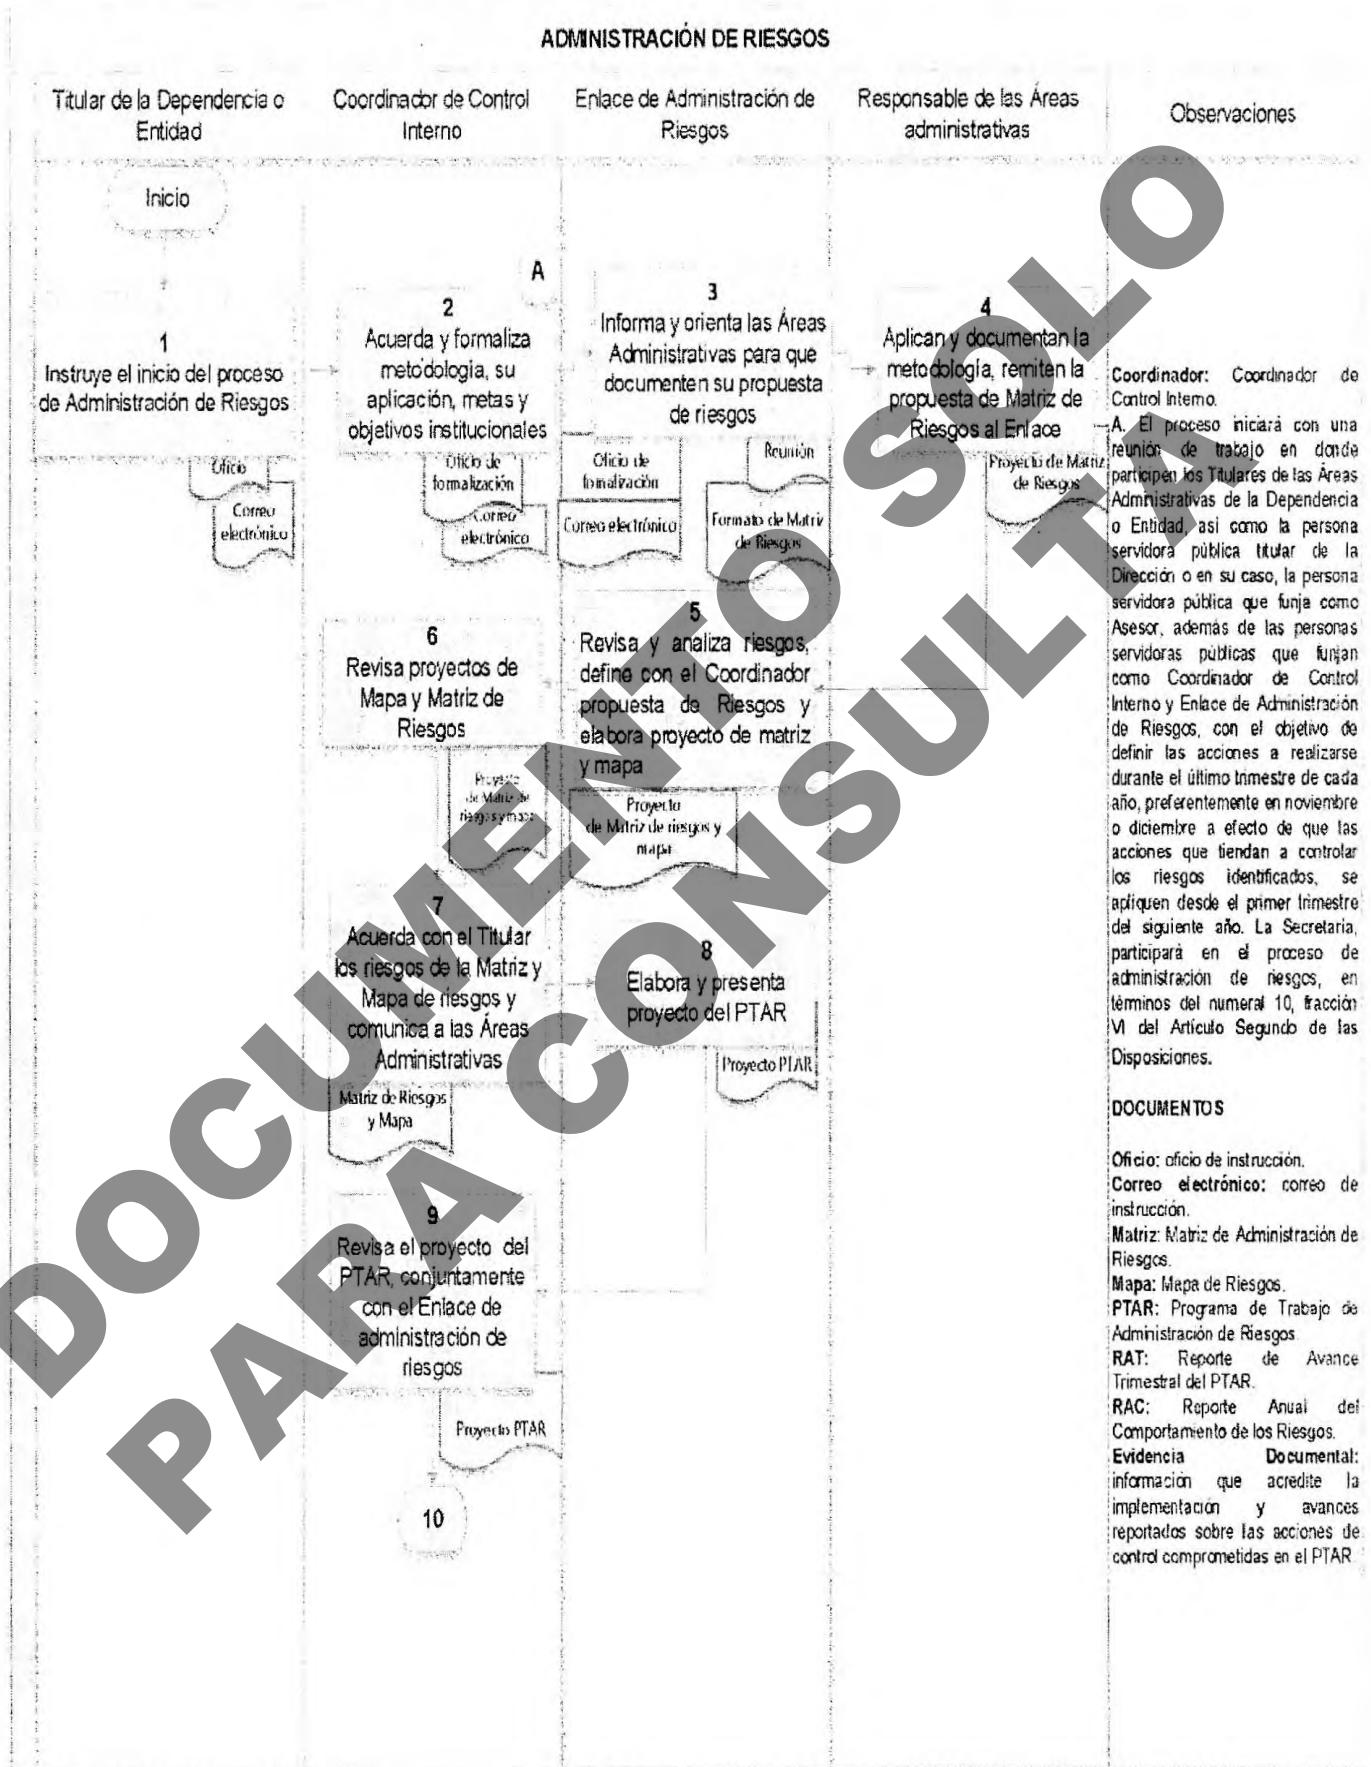 ADMINISTRACIÓN DE RIESGOS
Titular de la Dependencia o
Entidad
Coordinador de Control
Interno
Enlace de Administración de
Riesgos
Responsable de las Áreas
administrativas
Observaciones
Inicio
1
Instruye el inicio del proceso
de Administración de Riesgos
Oficio
Correo
electrónico
A
2
Acuerda y formaliza
metodología, su
aplicación, metas y
objetivos institucionales
Oficio de
formalización
Correo
electrónico
3
Informa y orienta las Áreas
Administrativas para que
documenten su propuesta
de riesgos
Oficio de
formalización
Correo electrónico
Reunión
Formato de Matriz
de Riesgos
4
Aplican y documentan la
metodología, remiten la
propuesta de Matriz de
Riesgos al Enlace
Proyecto de Matriz
de Riesgos
5
Revisa y analiza riesgos,
define con el Coordinador
propuesta de Riesgos y
elabora proyecto de matriz
y mapa
Proyecto
de Matriz de riesgos y
mapa
6
Revisa proyectos de
Mapa y Matriz de
Riesgos
Proyecto
de Matriz de
riesgos y mapa
7
Acuerda con el Titular
los riesgos de la Matriz y
Mapa de riesgos y
comunica a las Áreas
Administrativas
Matriz de Riesgos
y Mapa
8
Elabora y presenta
proyecto del PTAR
Proyecto PTAR
9
Revisa el proyecto del
PTAR, conjuntamente
con el Enlace de
administración de
riesgos
Proyecto PTAR
10
Coordinador: Coordinador de
Control Interno.
A. El proceso iniciará con una
reunión de trabajo en donde
participen los Titulares de las Áreas
Administrativas de la Dependencia
o Entidad, así como la persona
servidora pública titular de la
Dirección o en su caso, la persona
servidora pública que funja como
Asesor, además de las personas
servidoras públicas que funjan
como Coordinador de Control
Interno y Enlace de Administración
de Riesgos, con el objetivo de
definir las acciones a realizarse
durante el último trimestre de cada
año, preferentemente en noviembre
o diciembre a efecto de que las
acciones que tiendan a controlar
los riesgos identificados, se
apliquen desde el primer trimestre
del siguiente año. La Secretaría,
participará en el proceso de
administración de riesgos, en
términos del numeral 10, fracción
VI del Artículo Segundo de las
Disposiciones.
DOCUMENTOS
Oficio: oficio de instrucción.
Correo electrónico: correo de
instrucción.
Matriz: Matriz de Administración de
Riesgos.
Mapa: Mapa de Riesgos.
PTAR: Programa de Trabajo de
Administración de Riesgos
RAT: Reporte de Avance
Trimestral del PTAR.
RAC: Reporte Anual del
Comportamiento de los Riesgos.
Evidencia Documental:
información que acredite la
implementación y avances
reportados sobre las acciones de
control comprometidas en el PTAR
DOCUMENTO SOLO
PARA CONSULTA